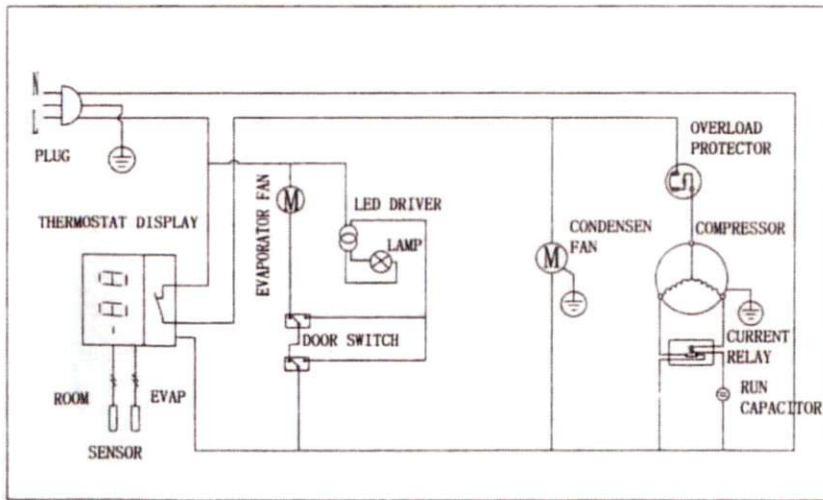 N
L
PLUG
THERMOSTAT DISPLAY
ROOM
EVAP
SENSOR
EVAPORATOR FAN
M
LED DRIVER
LAMP
DOOR SWITCH
CONDENSEN
FAN
M
OVERLOAD
PROTECTOR
COMPRESSOR
CURRENT
RELAY
RUN
CAPACITOR